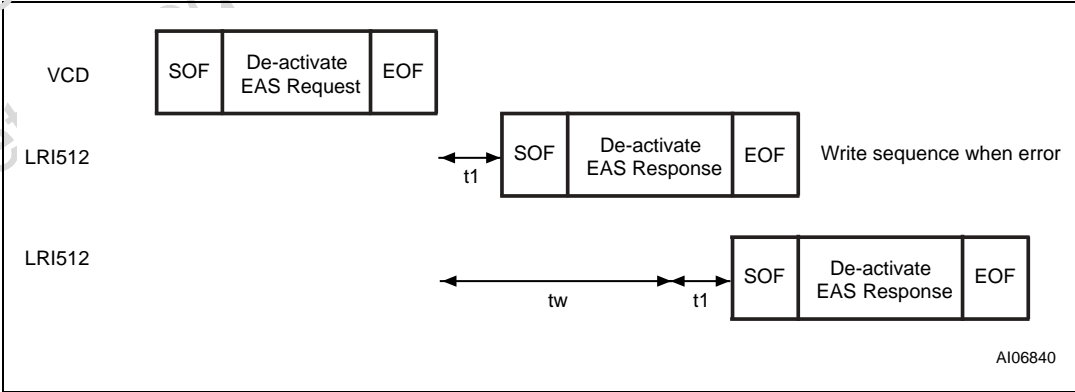 VCD
SOF
De-activate
EAS Request
EOF
LRI512
t1
SOF
De-activate
EAS Response
EOF
Write sequence when error
LRI512
tw
t1
SOF
De-activate
EAS Response
EOF
AI06840